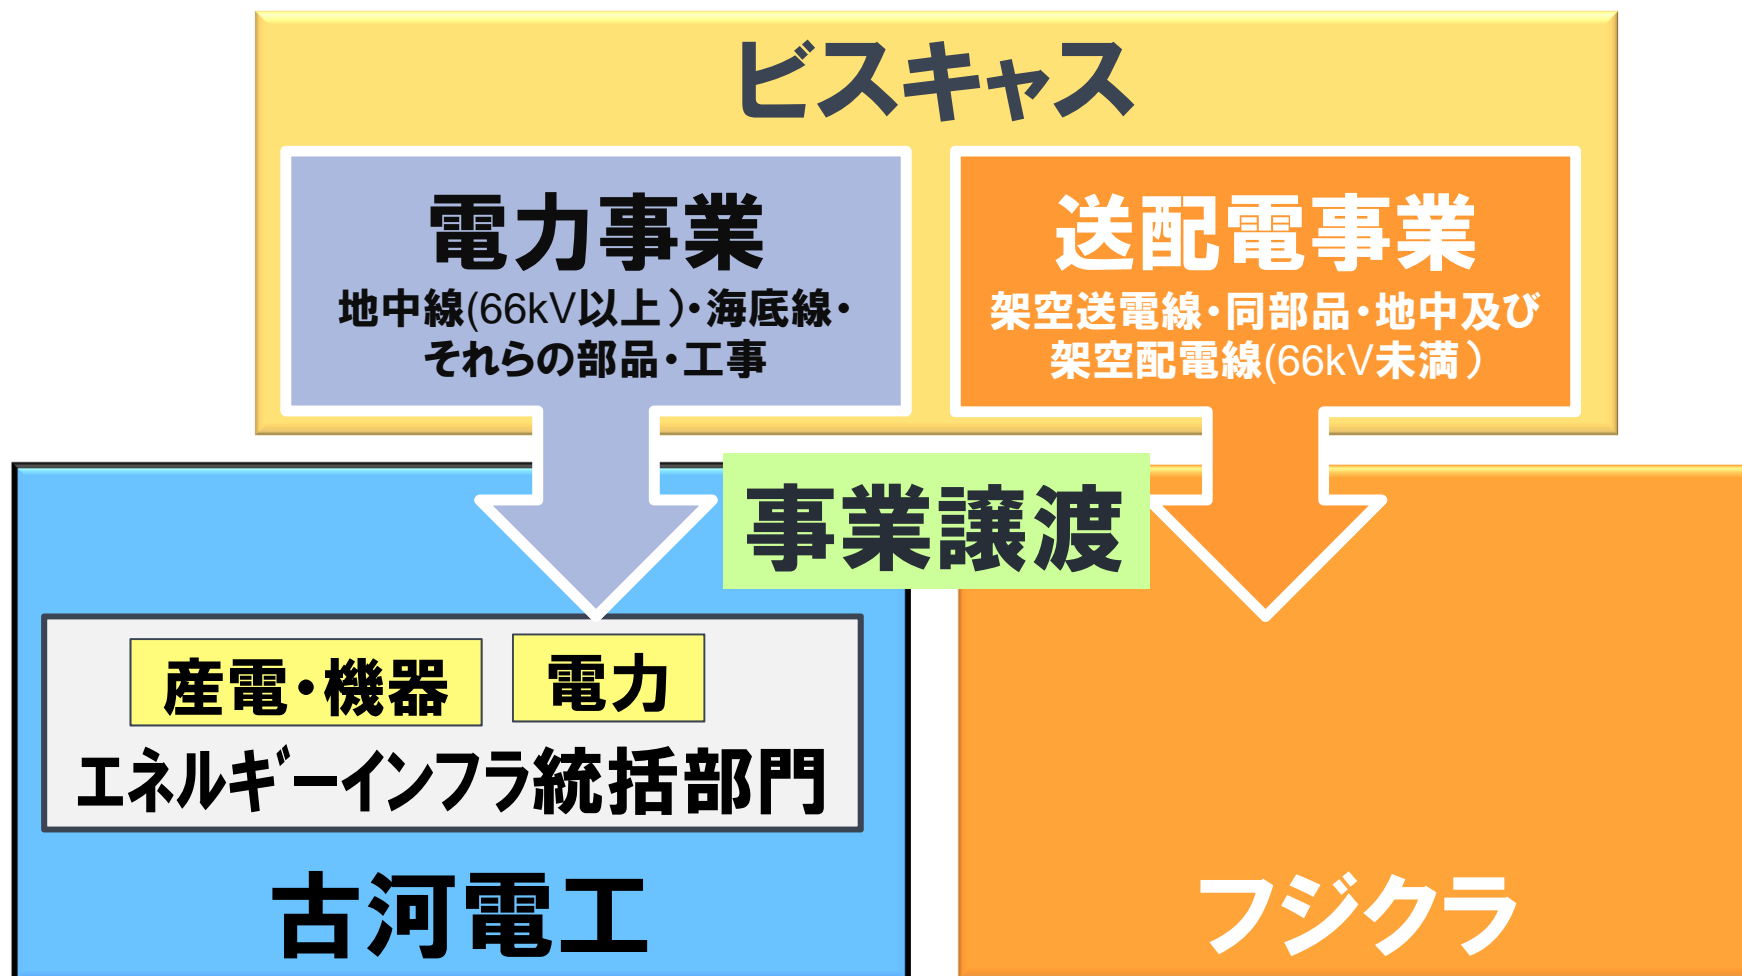 ビスキャス
電力事業
地中線(66kV以上)・海底線・
それらの部品・工事
送配電事業
架空送電線・同部品・地中及び
架空配電線(66kV未満)
事業譲渡
産電・機器
電力
エネルギーインフラ統括部門
古河電工
フジクラ